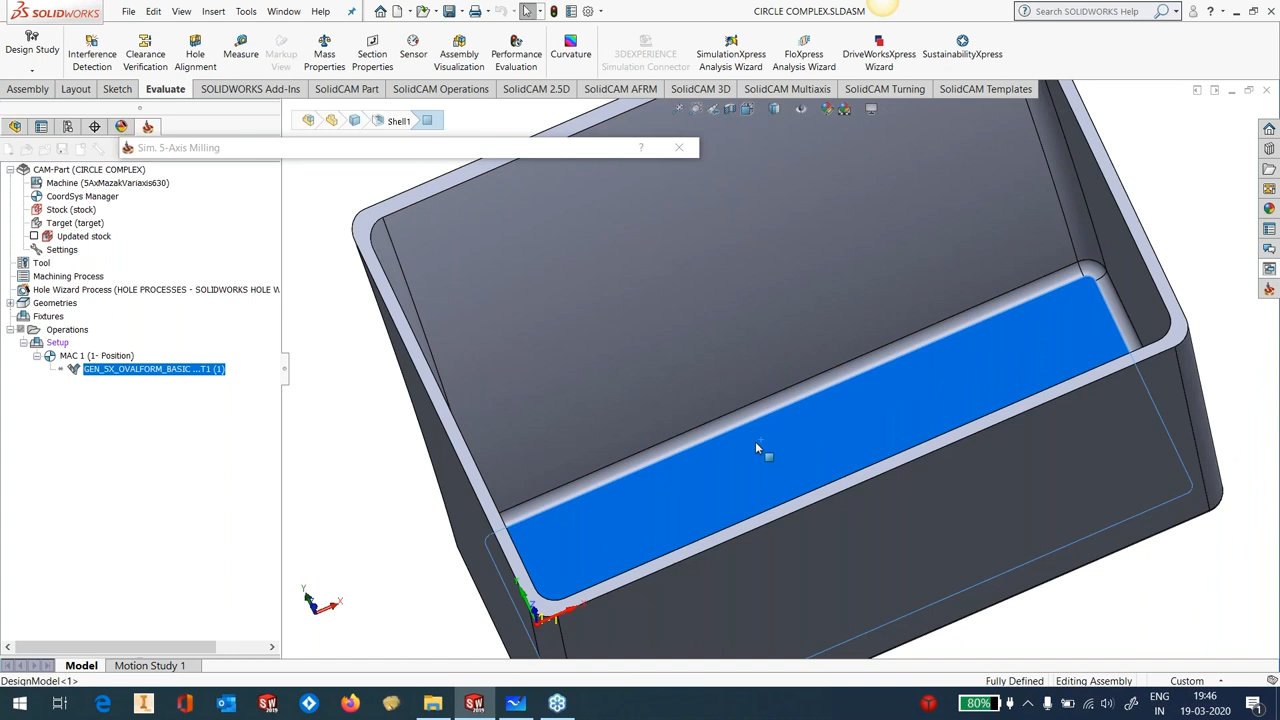 SOLIDWORKS File Edit View Insert Tools Window Help CIRCLE COMPLEX.SLDASM Search SOLIDWORKS Help
Design Study
Interference Detection
Clearance Verification
Hole Alignment
Measure
Markup View
Mass Properties
Section Properties
Sensor
Assembly Visualization
Performance Evaluation
Curvature
3DEXPERIENCE Simulation Connector
SimulationXpress Analysis Wizard
FloXpress Analysis Wizard
DriveWorksXpress Wizard
SustainabilityXpress
Assembly Layout Sketch Evaluate SOLIDWORKS Add-Ins SolidCAM Part SolidCAM Operations SolidCAM 2.5D SolidCAM AFRM SolidCAM 3D SolidCAM Multiaxis SolidCAM Turning SolidCAM Templates
Shell1
Sim. 5-Axis Milling ?
CAM-Part (CIRCLE COMPLEX)
Machine (5AxMazakVariaxis630)
CoordSys Manager
Stock (stock)
Target (target)
Updated stock
Settings
Tool
Machining Process
Hole Wizard Process (HOLE PROCESSES - SOLIDWORKS HOLE W
Geometries
Fixtures
Operations
Setup
MAC 1 (1- Position)
GEN_5X_OVALFORM_BASIC ...T1 (1)
Y
X
Model Motion Study 1
DesignModel<1> Fully Defined Editing Assembly Custom
80% ENG 19:46
IN 19-03-2020